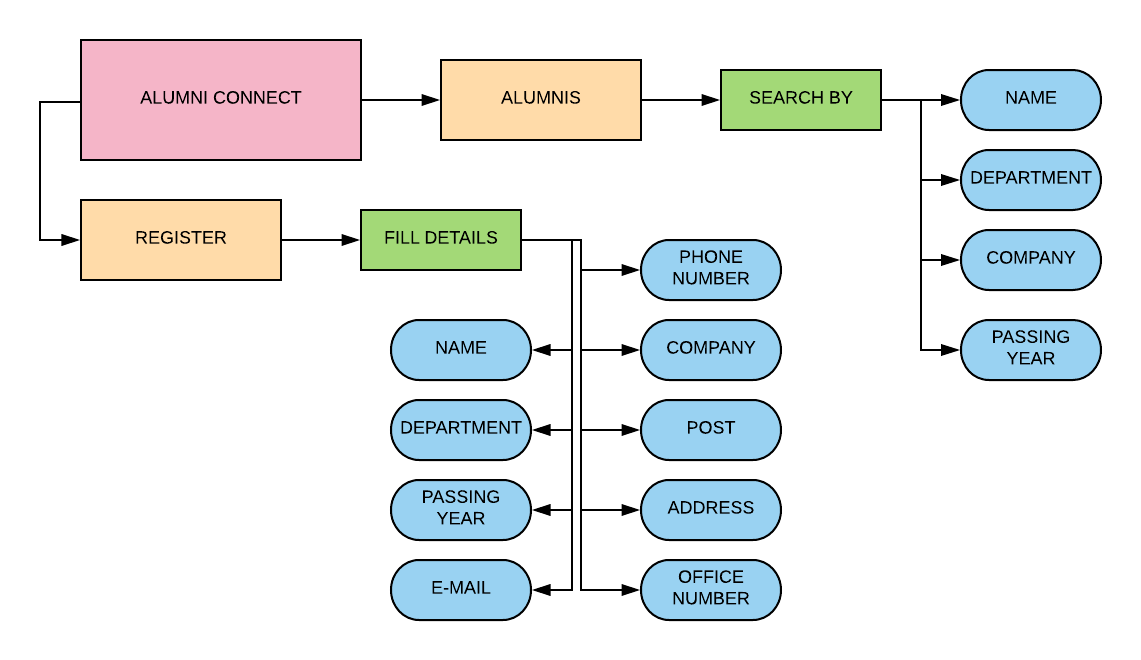 ALUMNI CONNECT
ALUMNIS
SEARCH BY
NAME
DEPARTMENT
COMPANY
PASSING
YEAR
REGISTER
FILL DETAILS
NAME
DEPARTMENT
PASSING
YEAR
E-MAIL
PHONE
NUMBER
COMPANY
POST
ADDRESS
OFFICE
NUMBER